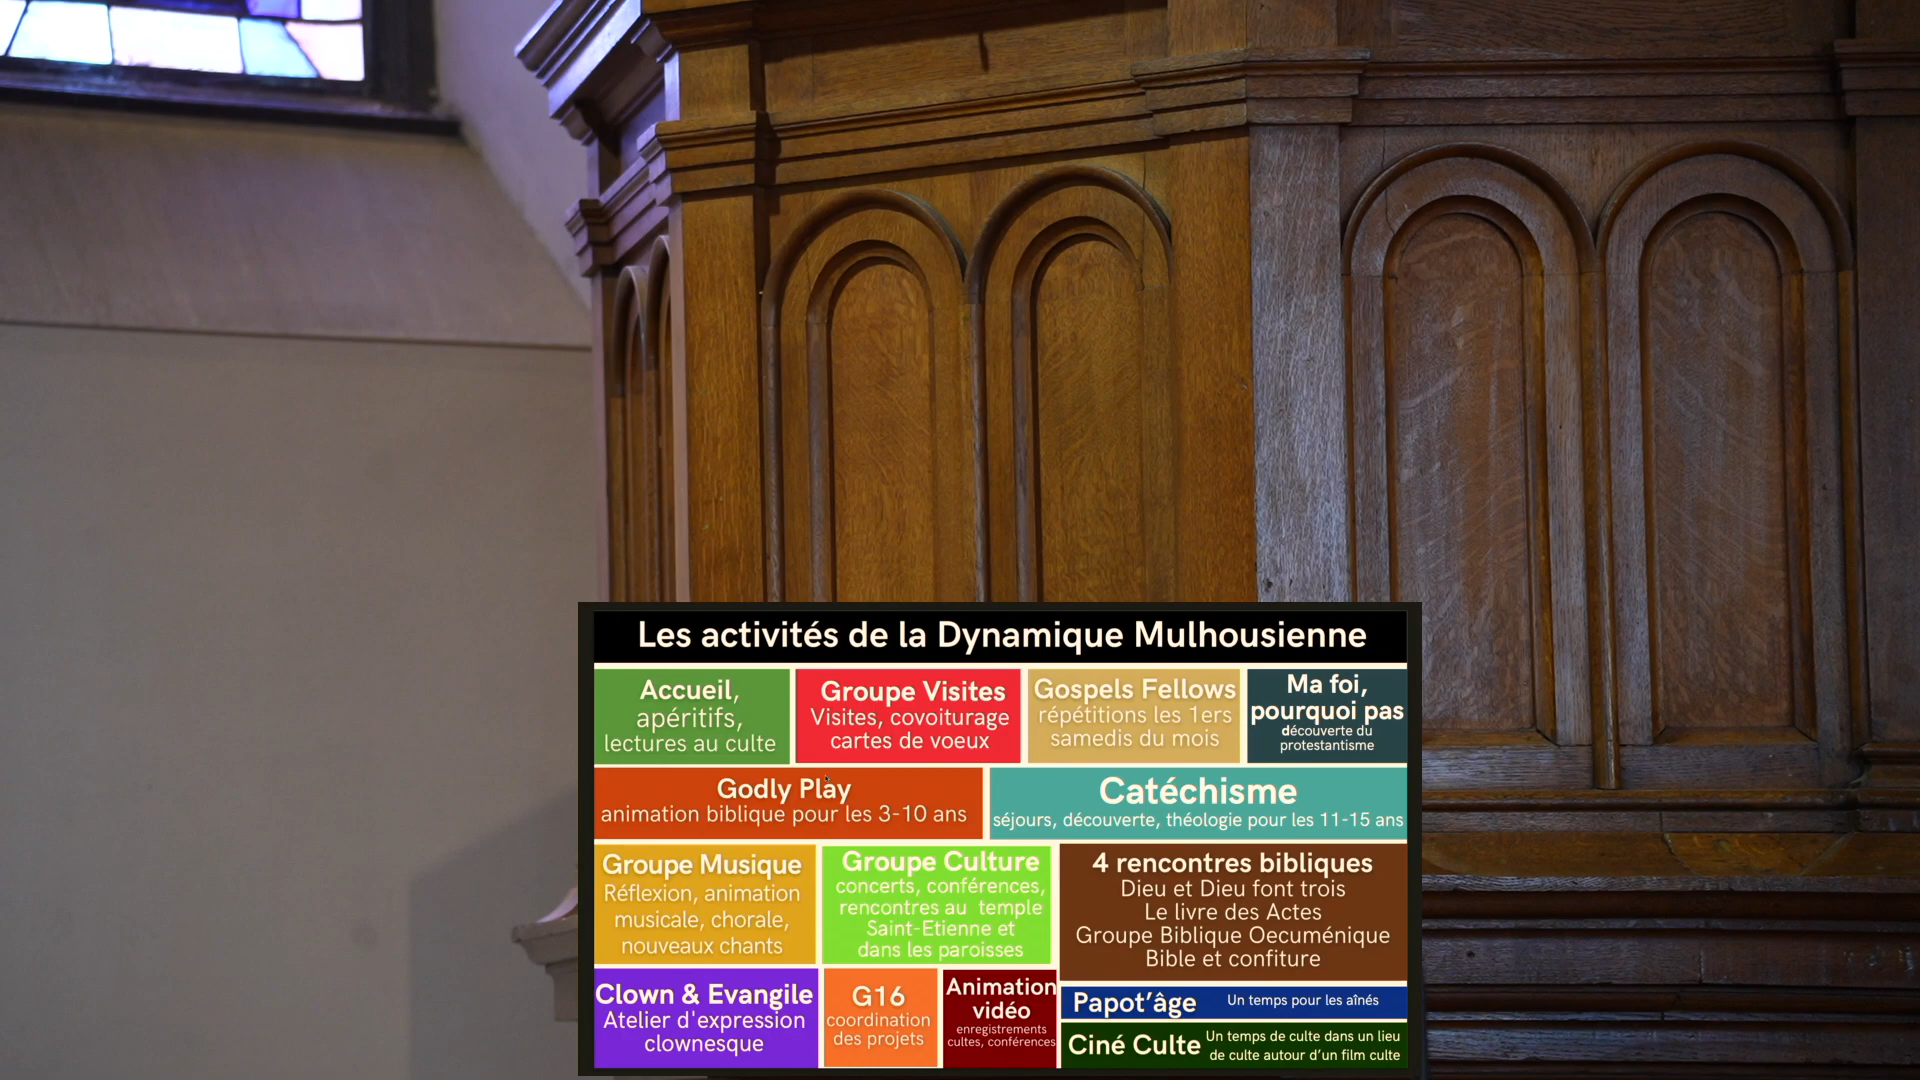 Les activités de la Dynamique Mulhousienne
Accueil,
apéritifs,
lectures au culte
Groupe Visites
Visites, covoiturage
cartes de voeux
Gospels Fellows
répétitions les 1ers
samedis du mois
Ma foi,
pourquoi pas
découverte du
protestantisme
Godly Play
animation biblique pour les 3-10 ans
Catéchisme
séjours, découverte, théologie pour les 11-15 ans
Groupe Musique
Réflexion, animation
musicale, chorale,
nouveaux chants
Groupe Culture
concerts, conférences,
rencontres au temple
Saint-Etienne et
dans les paroisses
4 rencontres bibliques
Dieu et Dieu font trois
Le livre des Actes
Groupe Biblique Oecuménique
Bible et confiture
Clown & Evangile
Atelier d'expression
clownesque
G16
coordination
des projets
Animation
vidéo
enregistrements
cultes, conférences
Papot’âge
Un temps pour les aînés
Ciné Culte
Un temps de culte dans un lieu
de culte autour d’un film culte